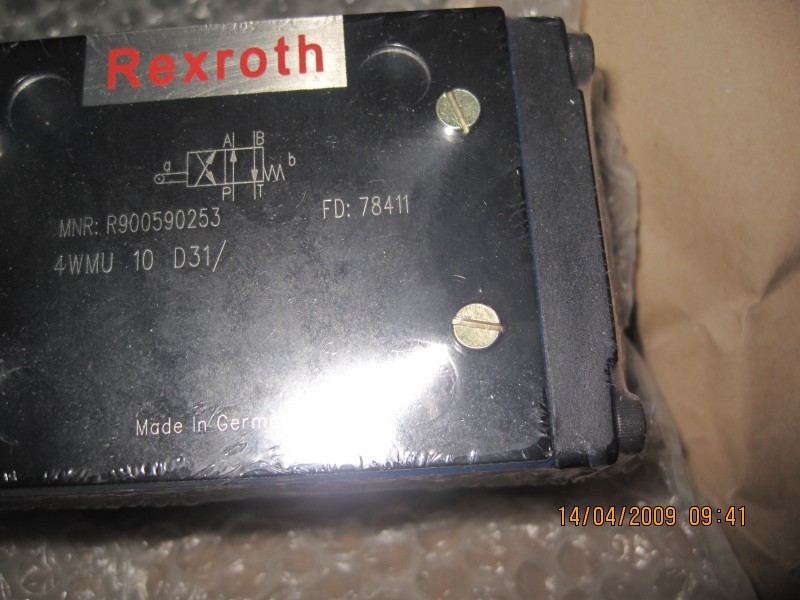 Rexroth
A B
a b
P T
MNR: R900590253 FD: 78411
4WMU 10 D31/
Made In Germ
14/04/2009 09:41